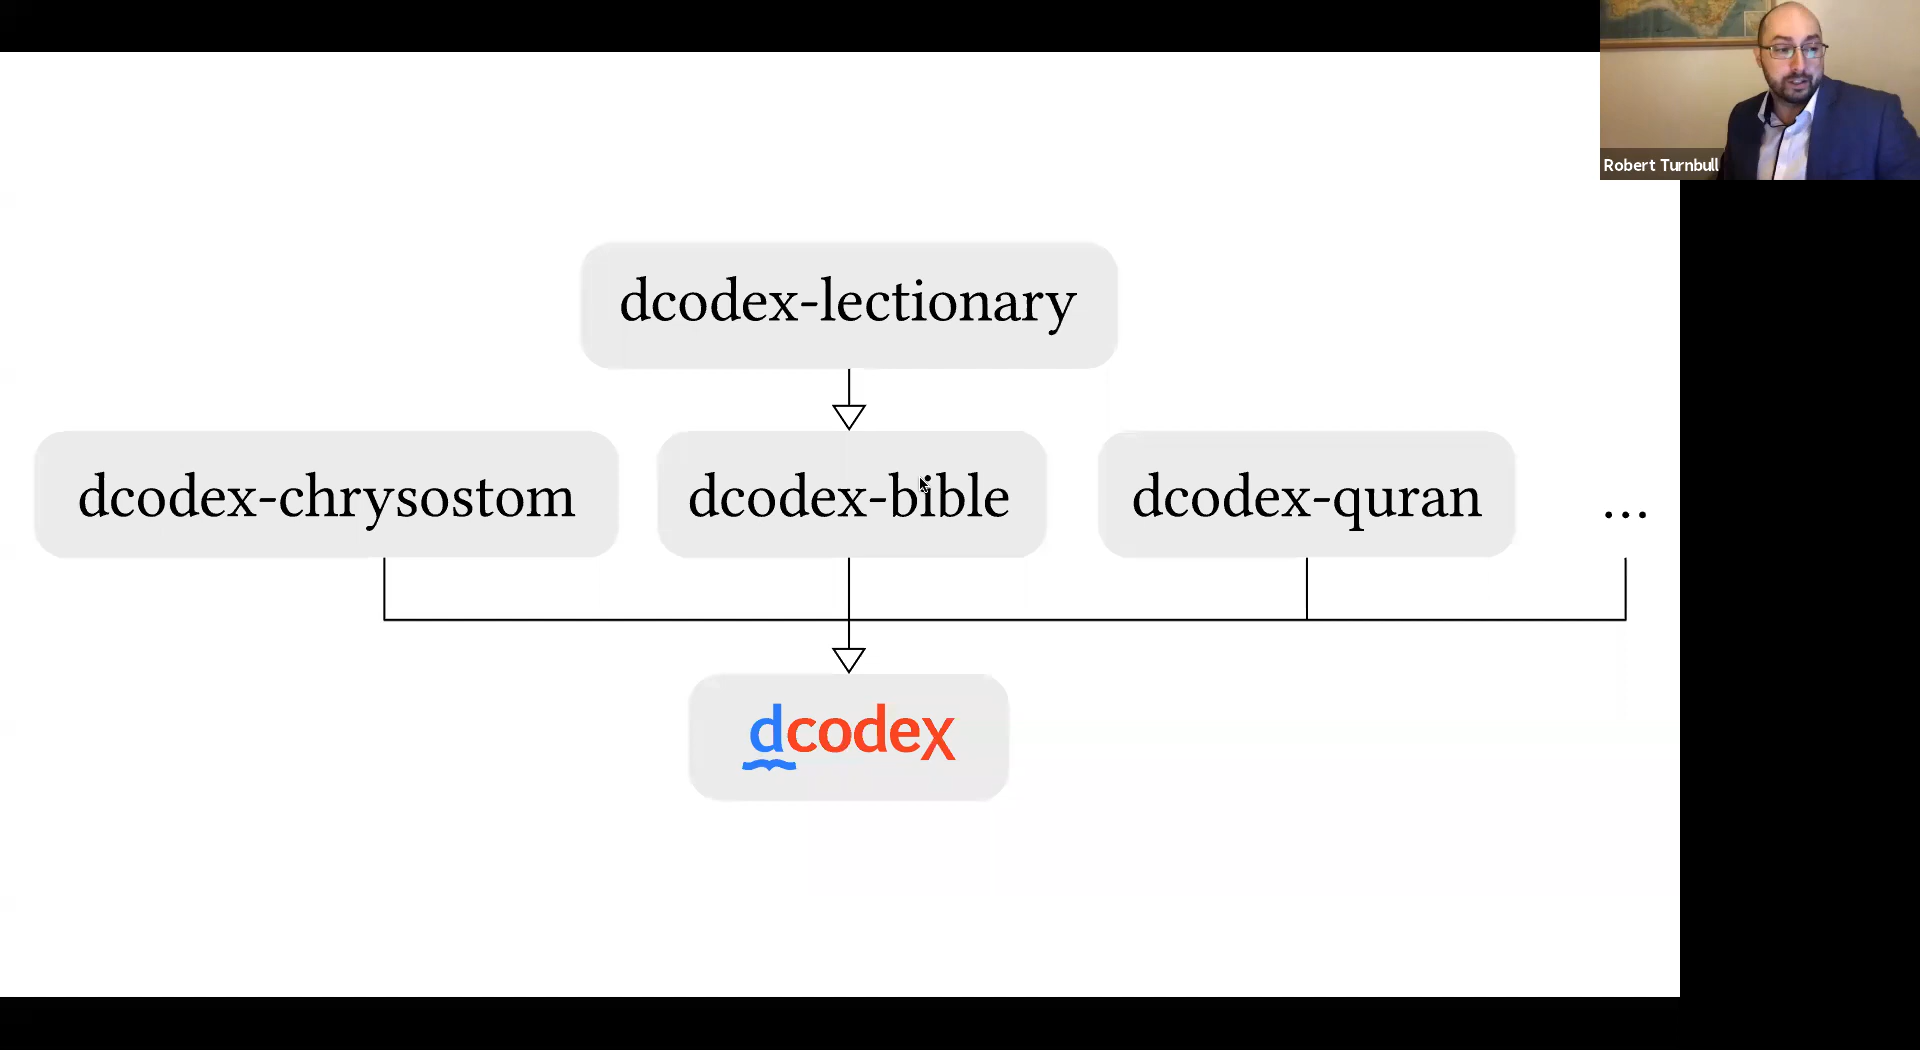 Robert Turnbull
dcodex-lectionary
dcodex-chrysostom
dcodex-bible
dcodex-quran
...
dcodex